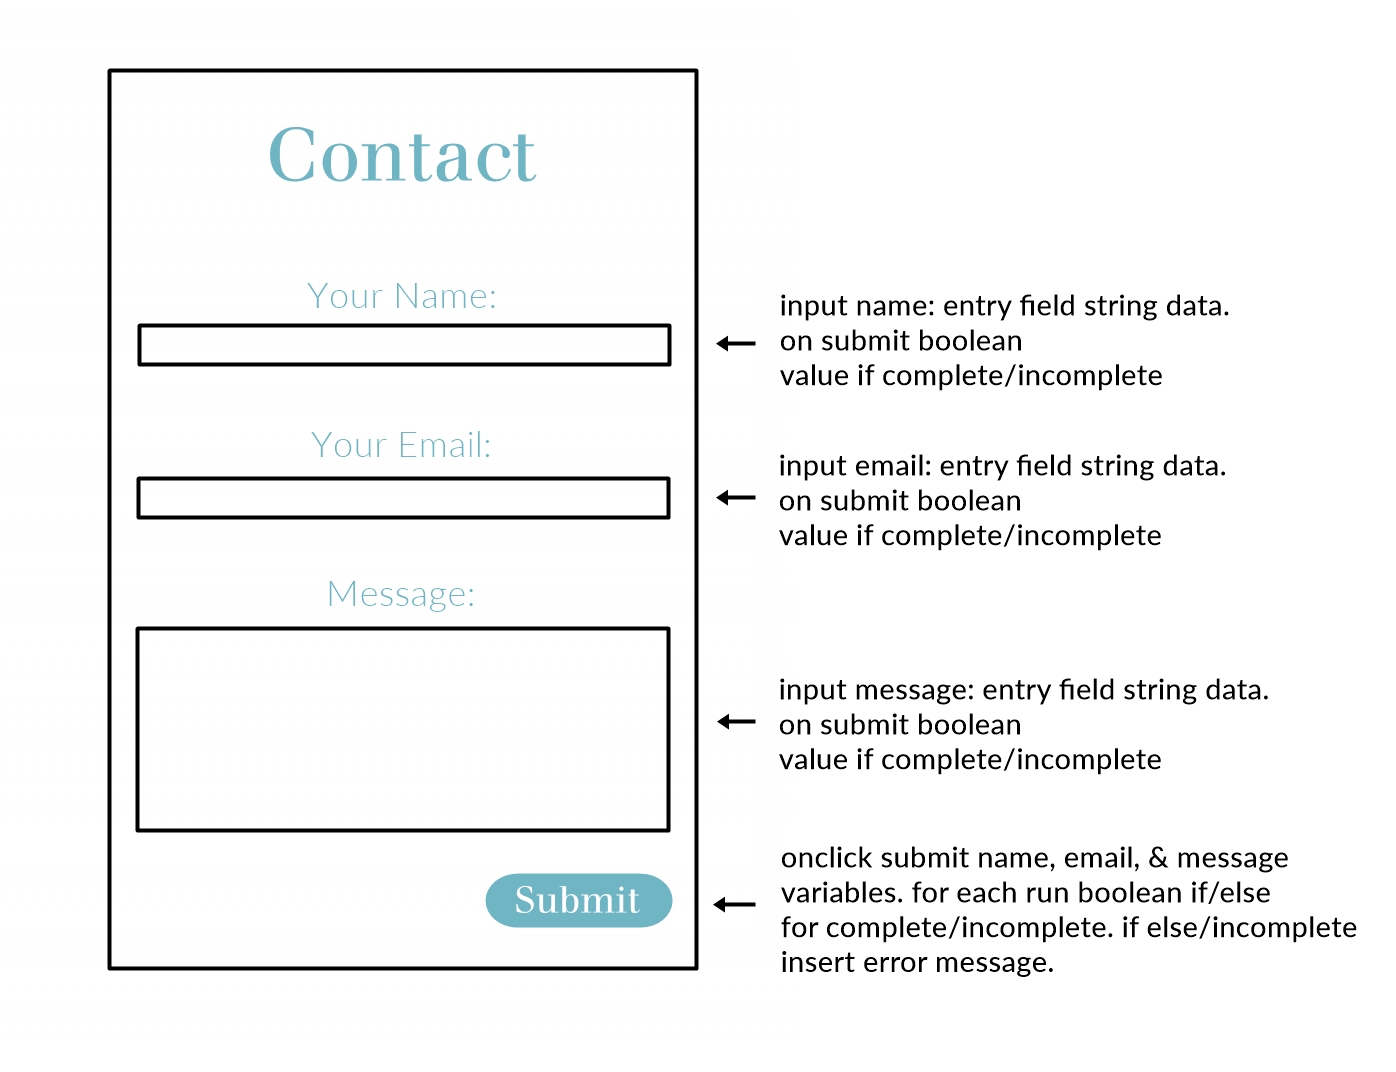 Contact
Your Name:
input name: entry field string data.
on submit boolean
value if complete/incomplete
Your Email:
input email: entry field string data.
on submit boolean
value if complete/incomplete
Message:
input message: entry field string data.
on submit boolean
value if complete/incomplete
Submit
onclick submit name, email, & message
variables. for each run boolean if/else
for complete/incomplete. if else/incomplete
insert error message.